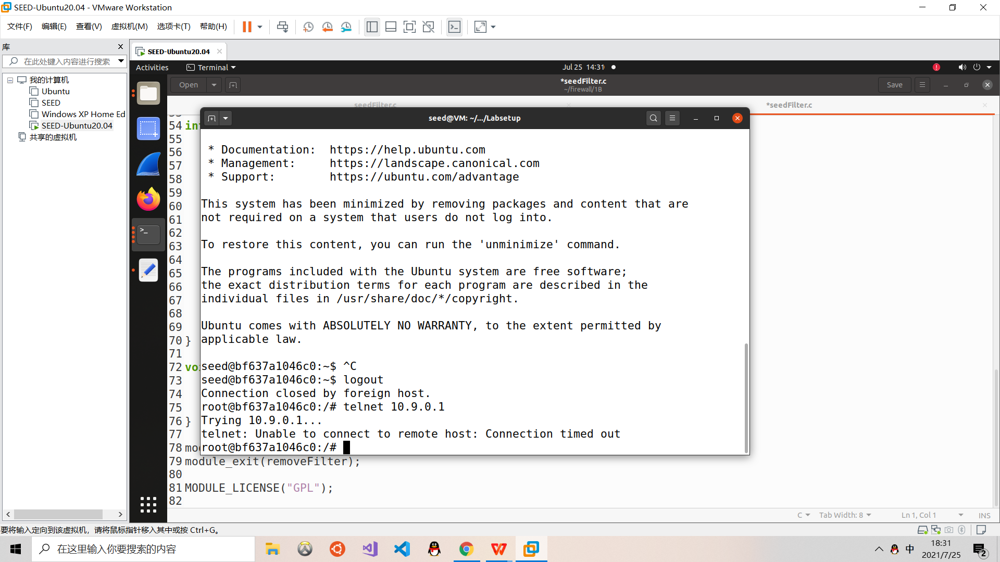 SEED-Ubuntu20.04 - VMware Workstation
文件(F) 编辑(E) 查看(V) 虚拟机(M) 选项卡(T) 帮助(H)
库
在此处键入内容进行搜索
我的计算机
Ubuntu
SEED
Windows XP Home Ed
SEED-Ubuntu20.04
共享的虚拟机
SEED-Ubuntu20.04
Activities
Terminal
Jul 25 14:31
Open
*seedFilter.c
~/firewall/1B
Save
seedFilter.c
*seedFilter.c
seed@VM: ~/.../Labsetup
* Documentation: https://help.ubuntu.com
* Management: https://landscape.canonical.com
* Support: https://ubuntu.com/advantage
This system has been minimized by removing packages and content that are
not required on a system that users do not log into.
To restore this content, you can run the 'unminimize' command.
The programs included with the Ubuntu system are free software;
the exact distribution terms for each program are described in the
individual files in /usr/share/doc/*/copyright.
Ubuntu comes with ABSOLUTELY NO WARRANTY, to the extent permitted by
applicable law.
seed@bf637a1046c0:~$ ^C
seed@bf637a1046c0:~$ logout
Connection closed by foreign host.
root@bf637a1046c0:/# telnet 10.9.0.1
Trying 10.9.0.1...
telnet: Unable to connect to remote host: Connection timed out
root@bf637a1046c0:/#
54
55
56
57
58
59
60
61
62
63
64
65
66
67
68
69
70 }
71
72
73
74
75
76 }
77
78
79 module_exit(removeFilter);
80
81 MODULE_LICENSE("GPL");
82
C Tab Width: 8 Ln 1, Col 1 INS
要将输入定向到该虚拟机，请将鼠标指针移入其中或按 Ctrl+G。
在这里输入你要搜索的内容
中
18:31
2021/7/25
2